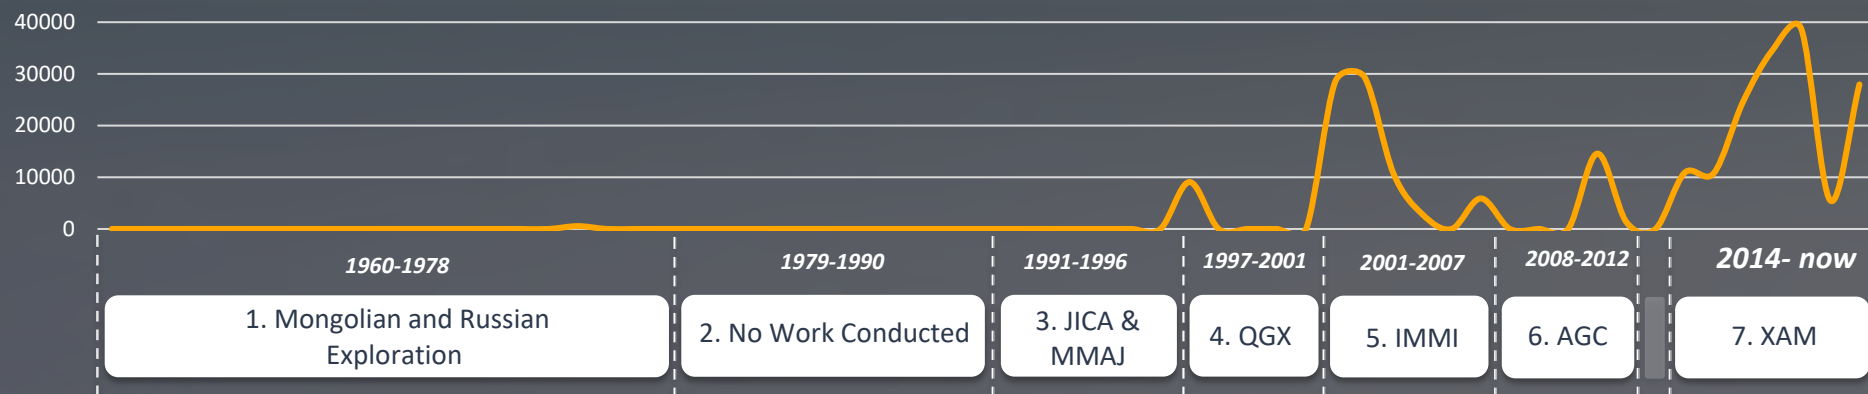 40000
30000
20000
10000
0
1960-1978
1979-1990
1991-1996
1997-2001
2001-2007
2008-2012
2014- now
1. Mongolian and Russian
Exploration
2. No Work Conducted
3. JICA &
MMAJ
4. QGX
5. IMMI
6. AGC
7. XAM